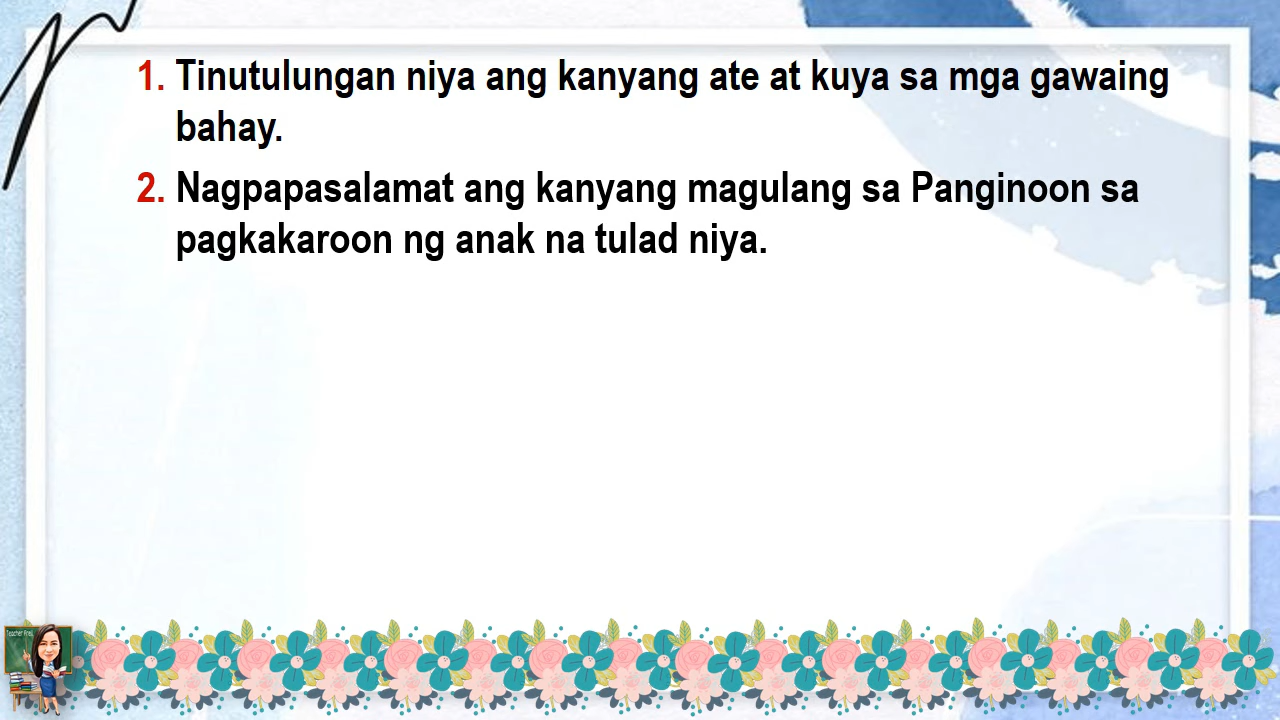 1. Tinutulungan niya ang kanyang ate at kuya sa mga gawaing
bahay.
2. Nagpapasalamat ang kanyang magulang sa Panginoon sa
pagkakaroon ng anak na tulad niya.